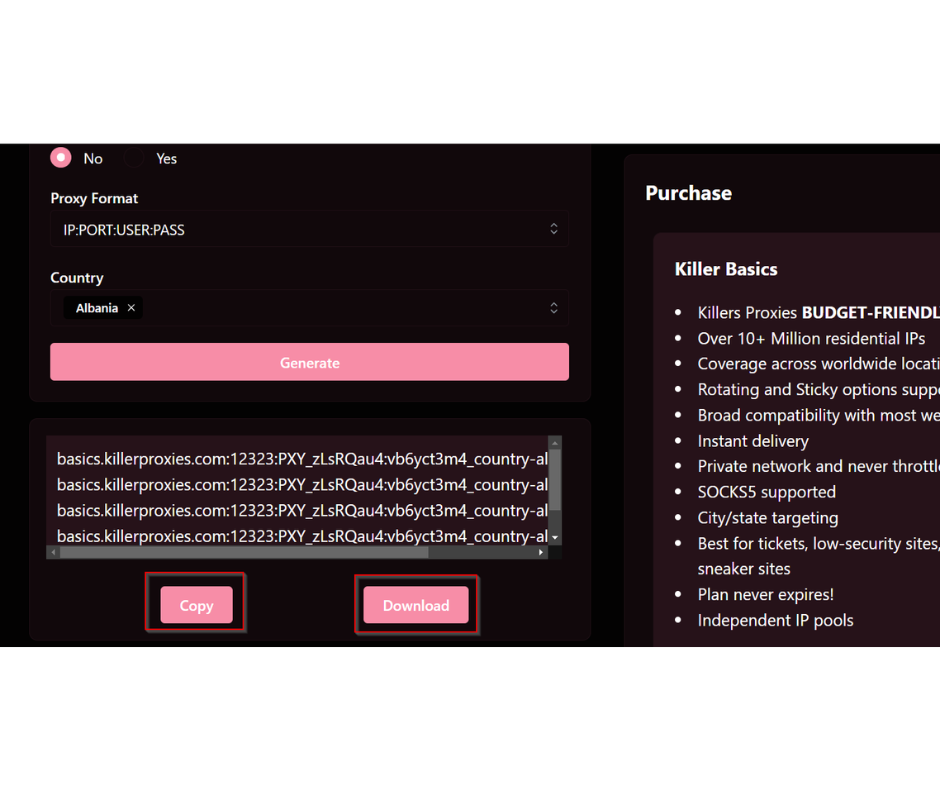 No
Yes
Proxy Format
IP:PORT:USER:PASS
Country
Albania ×
Generate
basics.killerproxies.com:12323:PXY_zLsRQau4:vb6yct3m4_country-al
basics.killerproxies.com:12323:PXY_zLsRQau4:vb6yct3m4_country-al
basics.killerproxies.com:12323:PXY_zLsRQau4:vb6yct3m4_country-al
basics.killerproxies.com:12323:PXY_zLsRQau4:vb6yct3m4_country-al
Copy
Download
Purchase
Killer Basics
• Killers Proxies BUDGET-FRIENDL
• Over 10+ Million residential IPs
• Coverage across worldwide locati
• Rotating and Sticky options supp
• Broad compatibility with most we
• Instant delivery
• Private network and never throttl
• SOCKS5 supported
• City/state targeting
• Best for tickets, low-security sites,
sneaker sites
• Plan never expires!
• Independent IP pools